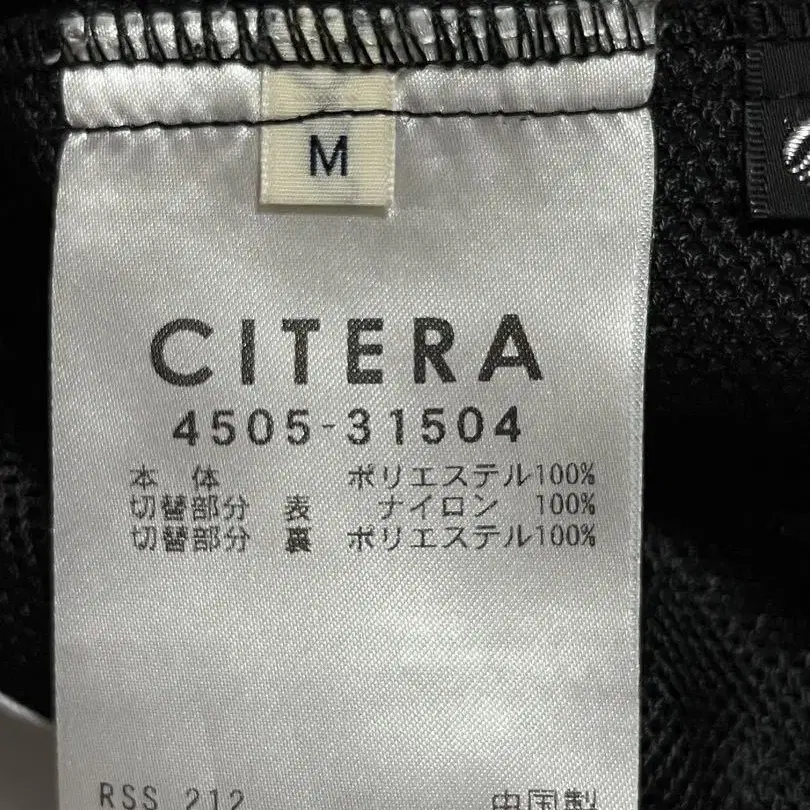 M
CITERA
4505-31504
本 体 ポリエステル100%
切替部分 表 ナイロン 100%
切替部分 裏 ポリエステル100%
RSS 212 中国製